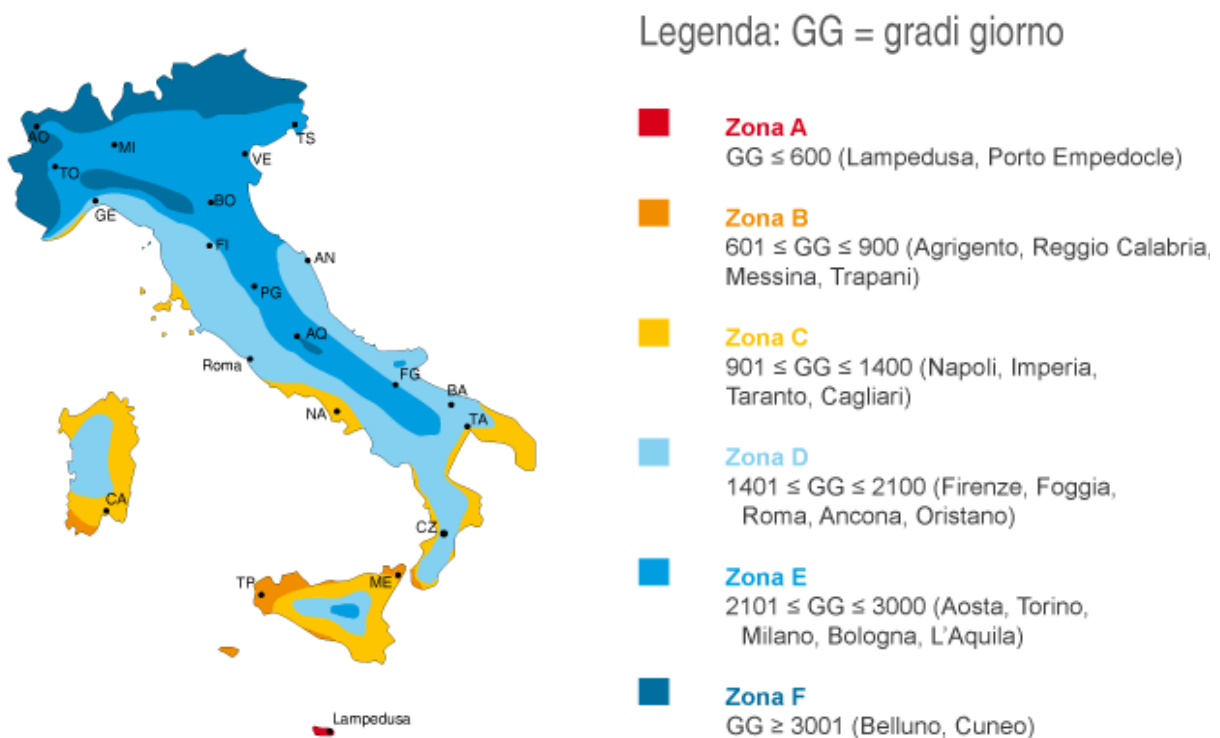 Legenda: GG = gradi giorno
Zona A
GG ≤ 600 (Lampedusa, Porto Empedocle)
Zona B
601 ≤ GG ≤ 900 (Agrigento, Reggio Calabria,
Messina, Trapani)
Zona C
901 ≤ GG ≤ 1400 (Napoli, Imperia,
Taranto, Cagliari)
Zona D
1401 ≤ GG ≤ 2100 (Firenze, Foggia,
Roma, Ancona, Oristano)
Zona E
2101 ≤ GG ≤ 3000 (Aosta, Torino,
Milano, Bologna, L'Aquila)
Zona F
GG ≥ 3001 (Belluno, Cuneo)
AO
MI
TS
VE
TO
BO
GE
FI
AN
PG
AQ
Roma
FG
BA
NA
TA
CA
CZ
TP
ME
Lampedusa